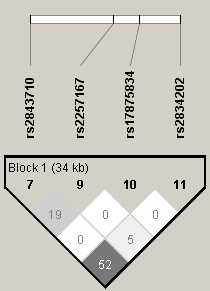 rs2843710
rs2257167
rs17875834
rs2834202
Block 1 (34 kb)
7 9 10 11
19 0 0
0 5
52